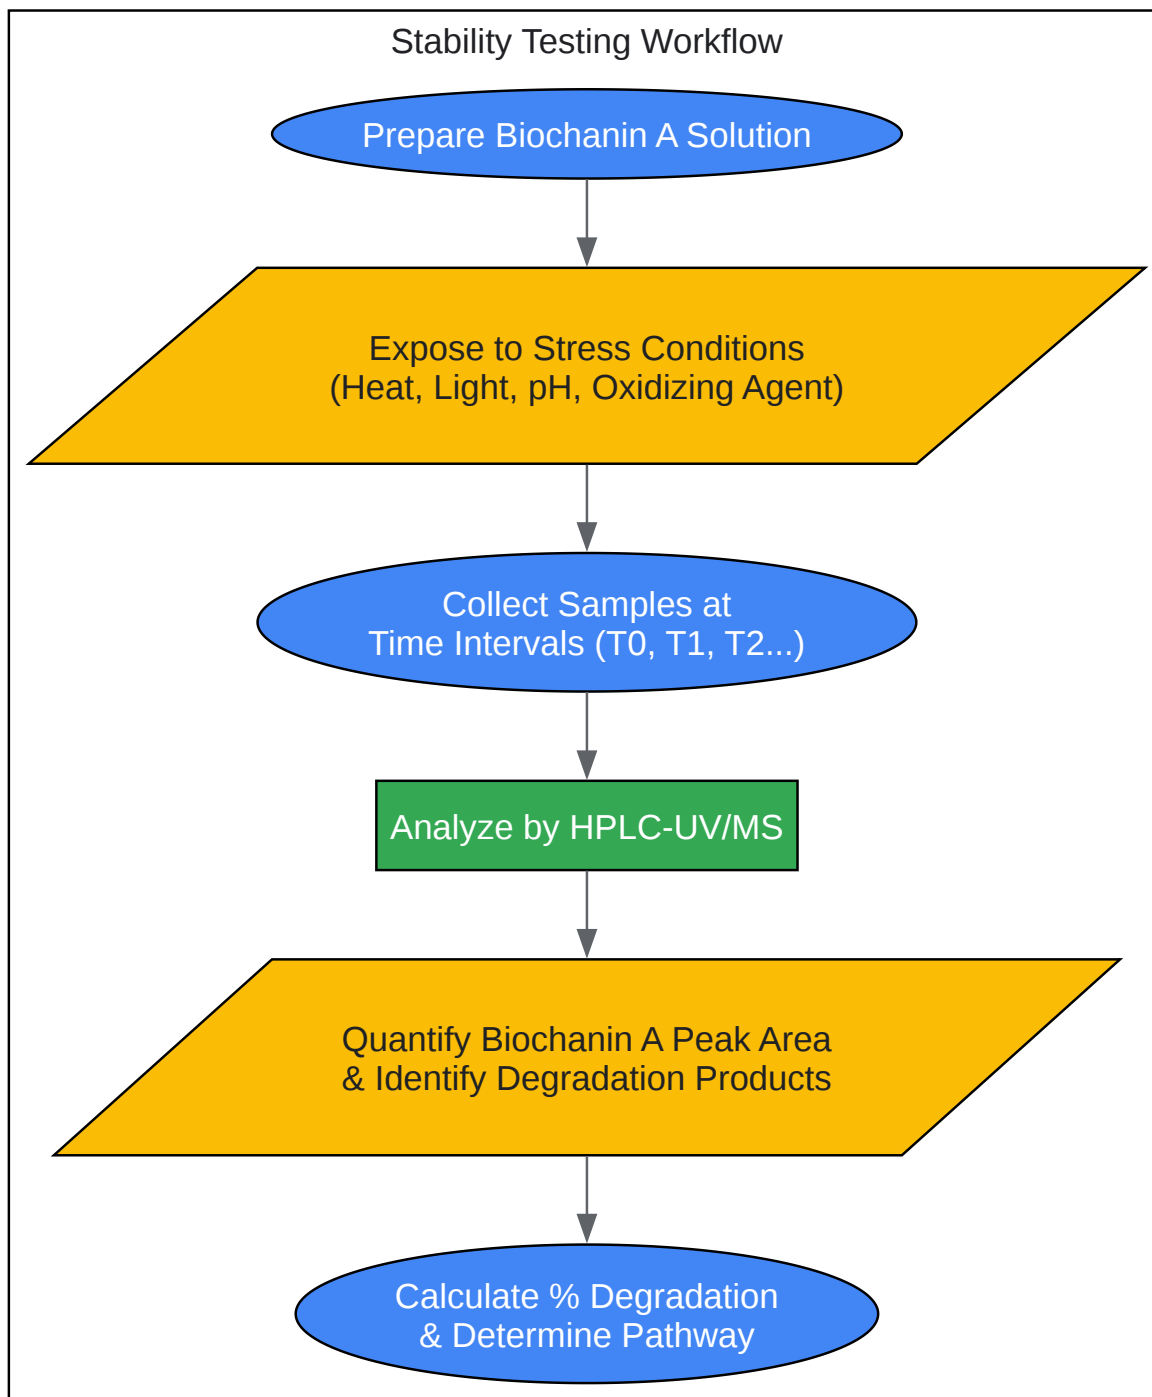 Stability Testing Workflow
Prepare Biochanin A Solution
Expose to Stress Conditions
(Heat, Light, pH, Oxidizing Agent)
Collect Samples at
Time Intervals (T0, T1, T2...)
Analyze by HPLC-UV/MS
Quantify Biochanin A Peak Area
& Identify Degradation Products
Calculate % Degradation
& Determine Pathway